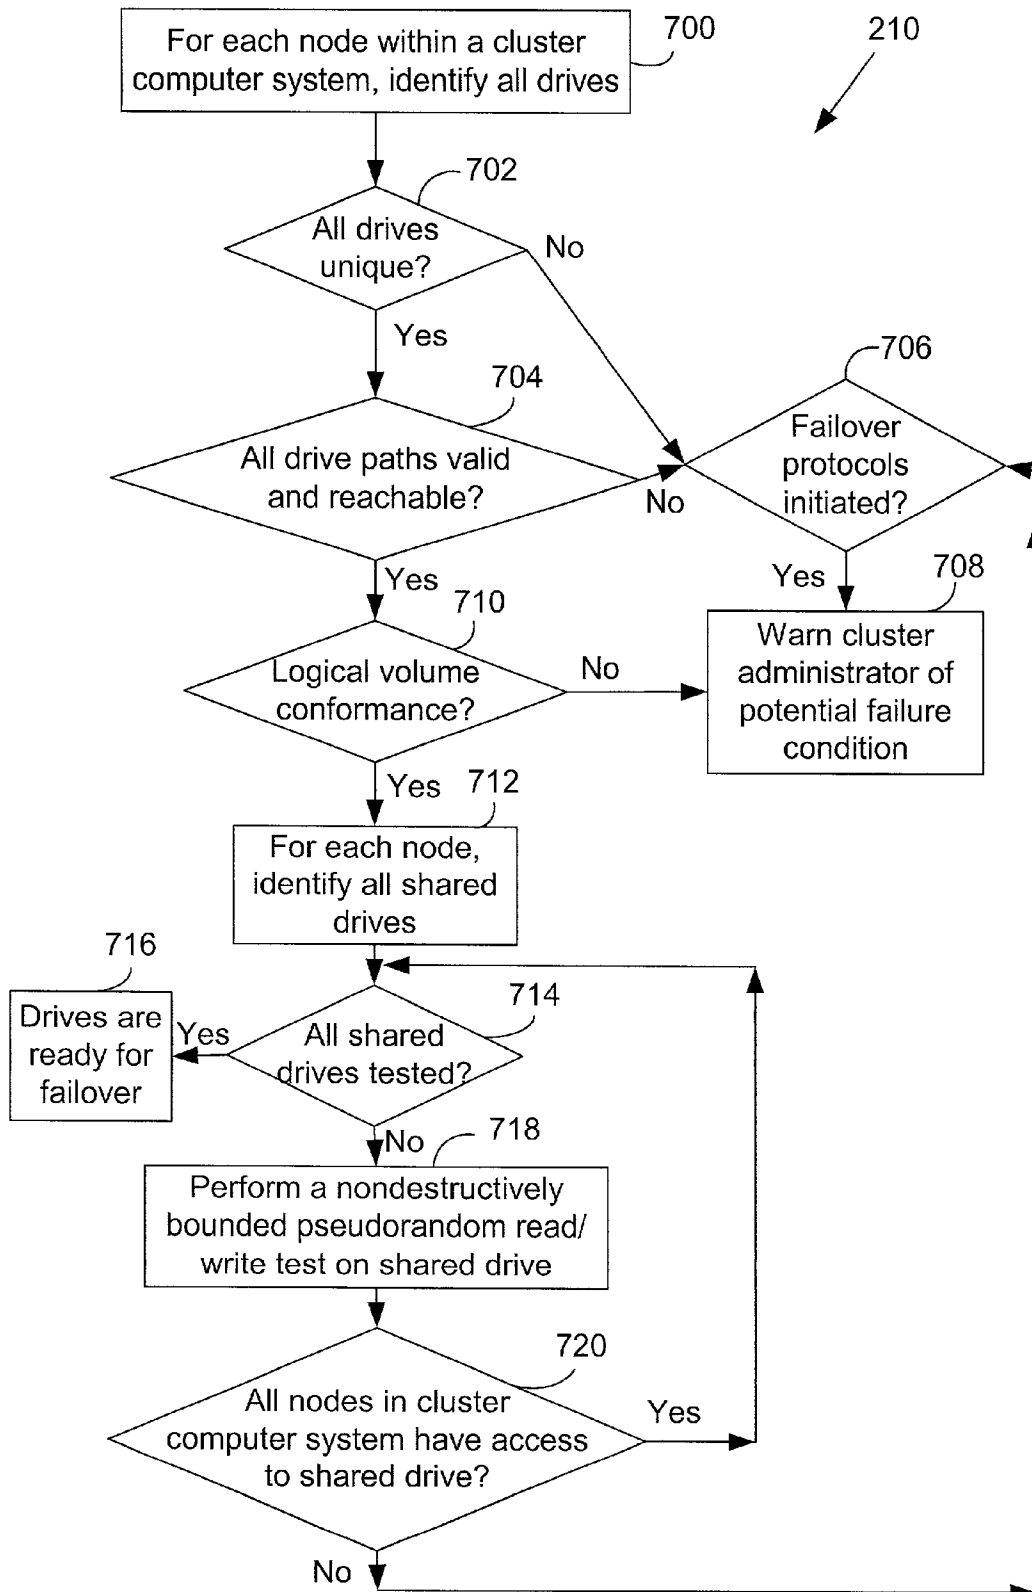 For each node within a cluster
computer system, identify all drives
700
210
702
All drives
unique?
No
Yes
704
All drive paths valid
and reachable?
No
706
Failover
protocols
initiated?
Yes
Yes
708
Warn cluster
administrator of
potential failure
condition
710
Logical volume
conformance?
No
Yes
712
For each node,
identify all shared
drives
716
Drives are
ready for
failover
Yes
714
All shared
drives tested?
No
718
Perform a nondestructively
bounded pseudorandom read/
write test on shared drive
720
All nodes in cluster
computer system have access
to shared drive?
Yes
No